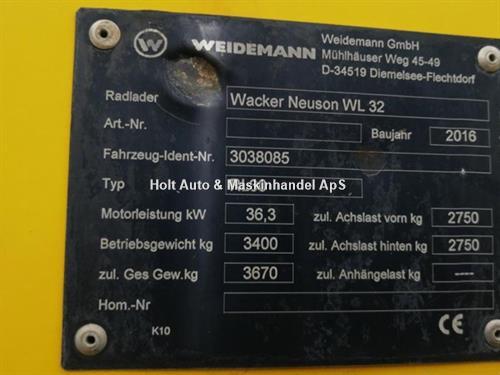 WEIDEMANN
Weidemann GmbH
Mühlhäuser Weg 45-49
D-34519 Diemelsee-Flechtdorf
Radlader Wacker Neuson WL 32
Art.-Nr. Baujahr 2016
Fahrzeug-Ident-Nr. 3038085
Typ
Holt Auto & Maskinhandel ApS
Motorleistung kW 36,3 zul. Achslast vorn kg 2750
Betriebsgewicht kg 3400 zul. Achslast hinten kg 2750
zul. Ges Gew.kg 3670 zul. Anhängelast kg ----
Hom.-Nr
K10 CE